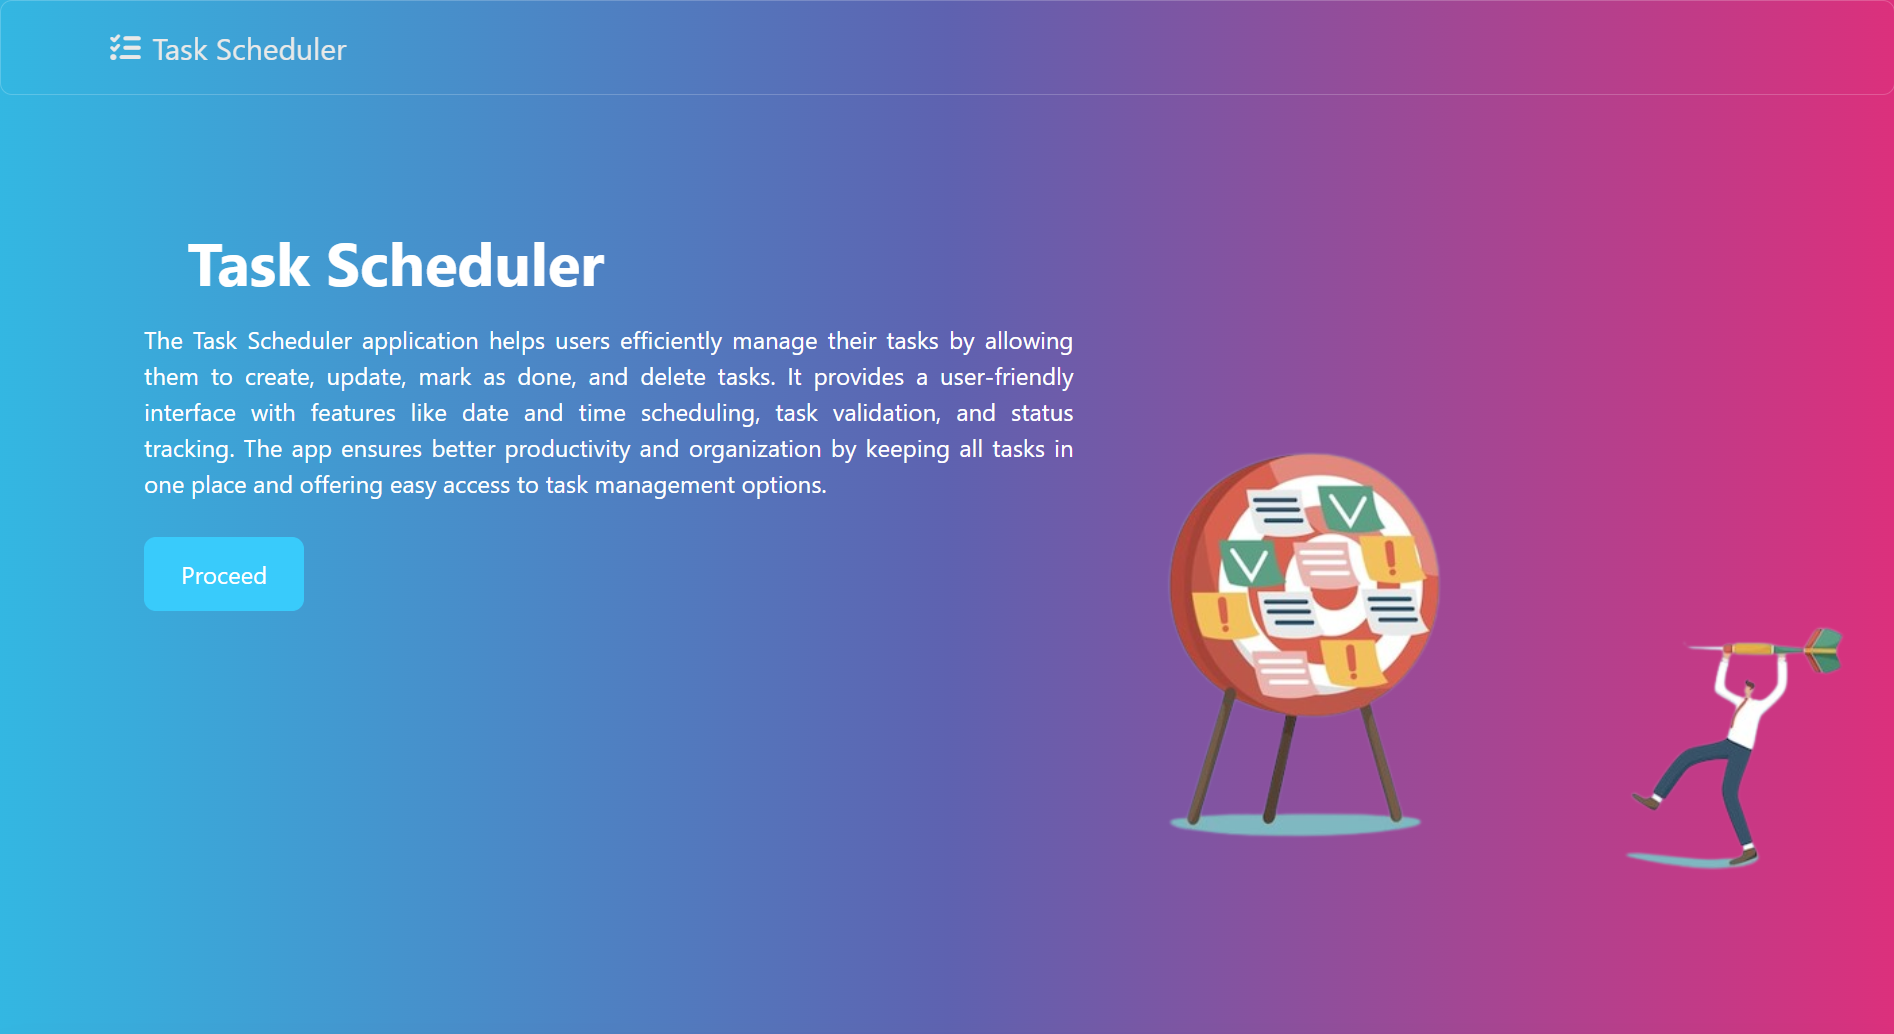 Task Scheduler
Task Scheduler
The Task Scheduler application helps users efficiently manage their tasks by allowing
them to create, update, mark as done, and delete tasks. It provides a user-friendly
interface with features like date and time scheduling, task validation, and status
tracking. The app ensures better productivity and organization by keeping all tasks in
one place and offering easy access to task management options.
Proceed